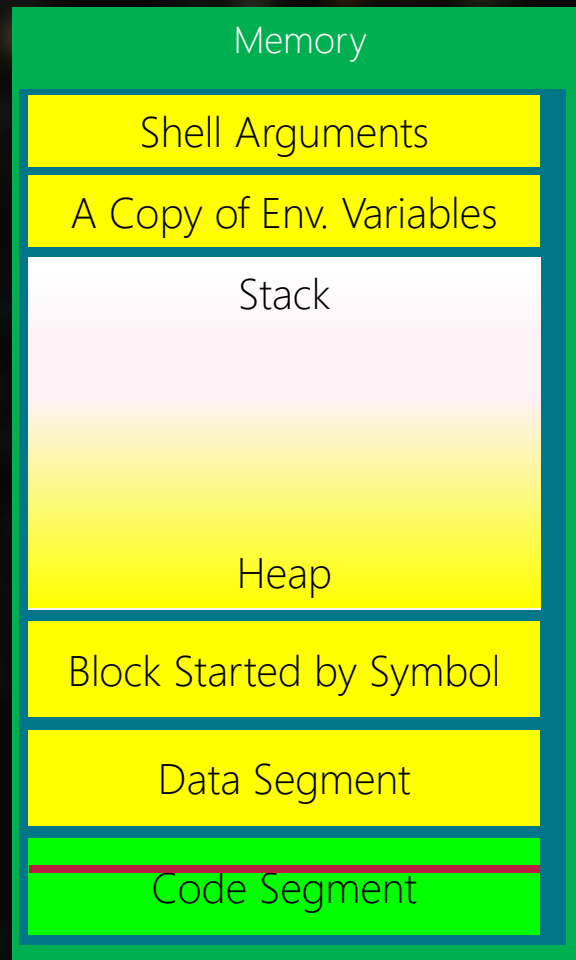 Memory
Shell Arguments
A Copy of Env. Variables
Stack
Heap
Block Started by Symbol
Data Segment
Code Segment